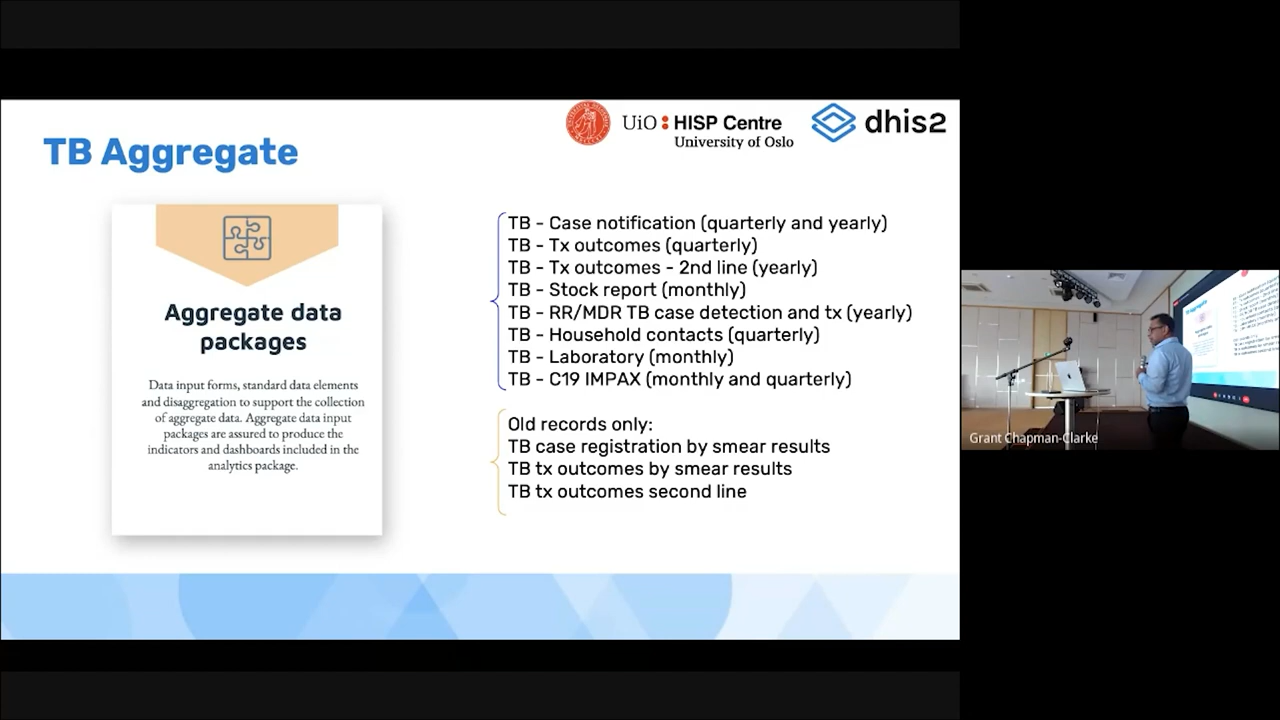 UiO : HISP Centre
University of Oslo
dhis2
TB Aggregate
Aggregate data
packages
Data input forms, standard data elements
and disaggregation to support the collection
of aggregate data. Aggregate data input
packages are assured to produce the
indicators and dashboards included in the
analytics package.
TB - Case notification (quarterly and yearly)
TB - Tx outcomes (quarterly)
TB - Tx outcomes - 2nd line (yearly)
TB - Stock report (monthly)
TB - RR/MDR TB case detection and tx (yearly)
TB - Household contacts (quarterly)
TB - Laboratory (monthly)
TB - C19 IMPAX (monthly and quarterly)
Old records only:
TB case registration by smear results
TB tx outcomes by smear results
TB tx outcomes second line
Grant Chapman-Clarke